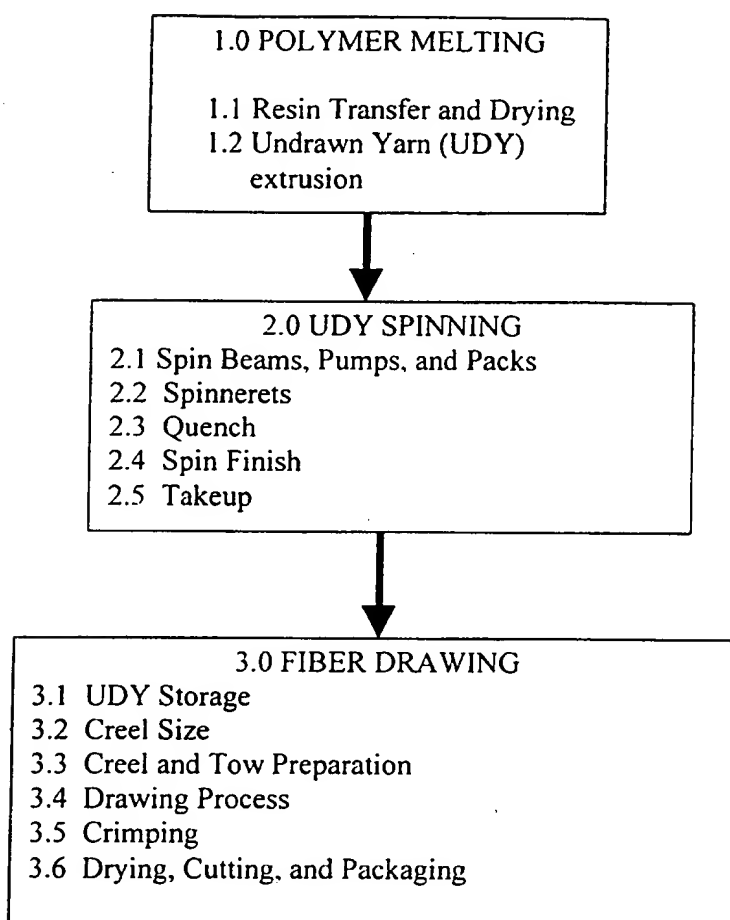 1.0 POLYMER MELTING
1.1 Resin Transfer and Drying
1.2 Undrawn Yarn (UDY)
extrusion
2.0 UDY SPINNING
2.1 Spin Beams, Pumps, and Packs
2.2 Spinnerets
2.3 Quench
2.4 Spin Finish
2.5 Takeup
3.0 FIBER DRAWING
3.1 UDY Storage
3.2 Creel Size
3.3 Creel and Tow Preparation
3.4 Drawing Process
3.5 Crimping
3.6 Drying, Cutting, and Packaging